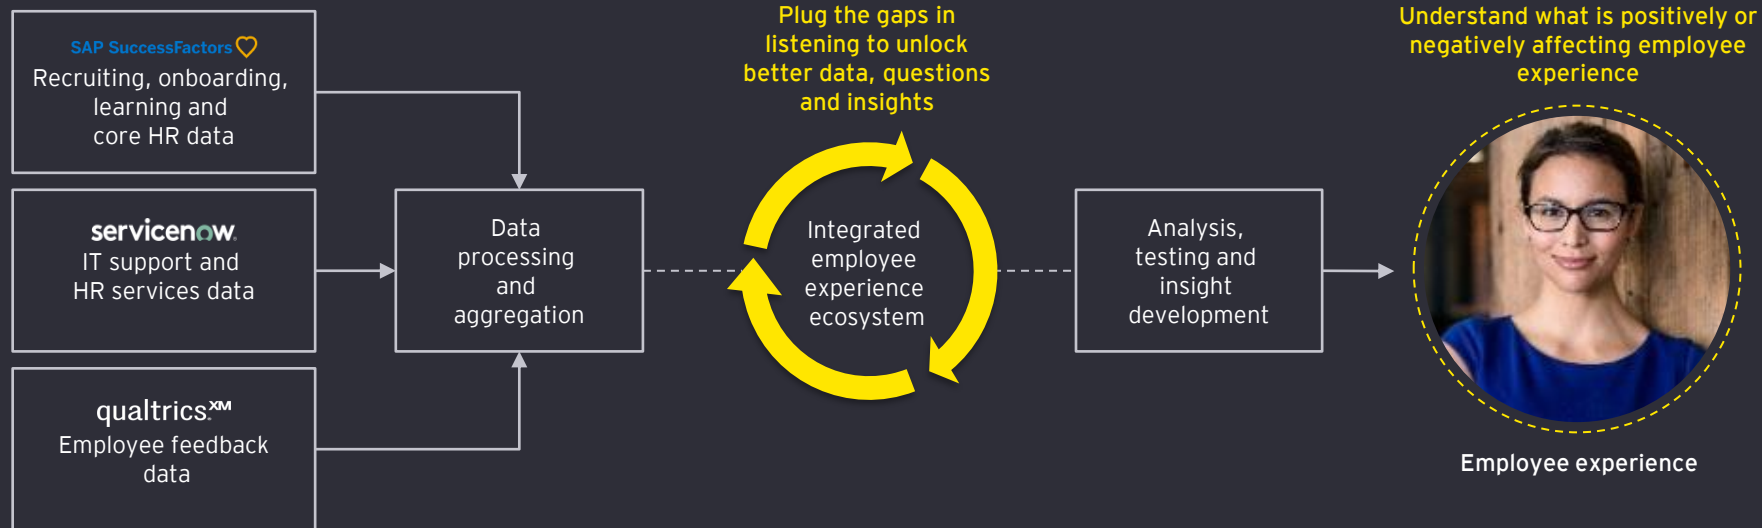 SAP SuccessFactors
Recruiting, onboarding,
learning and
core HR data
servicenow.
IT support and
HR services data
qualtrics.XM
Employee feedback
data
Data
processing
and
aggregation
Plug the gaps in
listening to unlock
better data, questions
and insights
Integrated
employee
experience
ecosystem
Analysis,
testing and
insight
development
Understand what is positively or
negatively affecting employee
experience
Employee experience